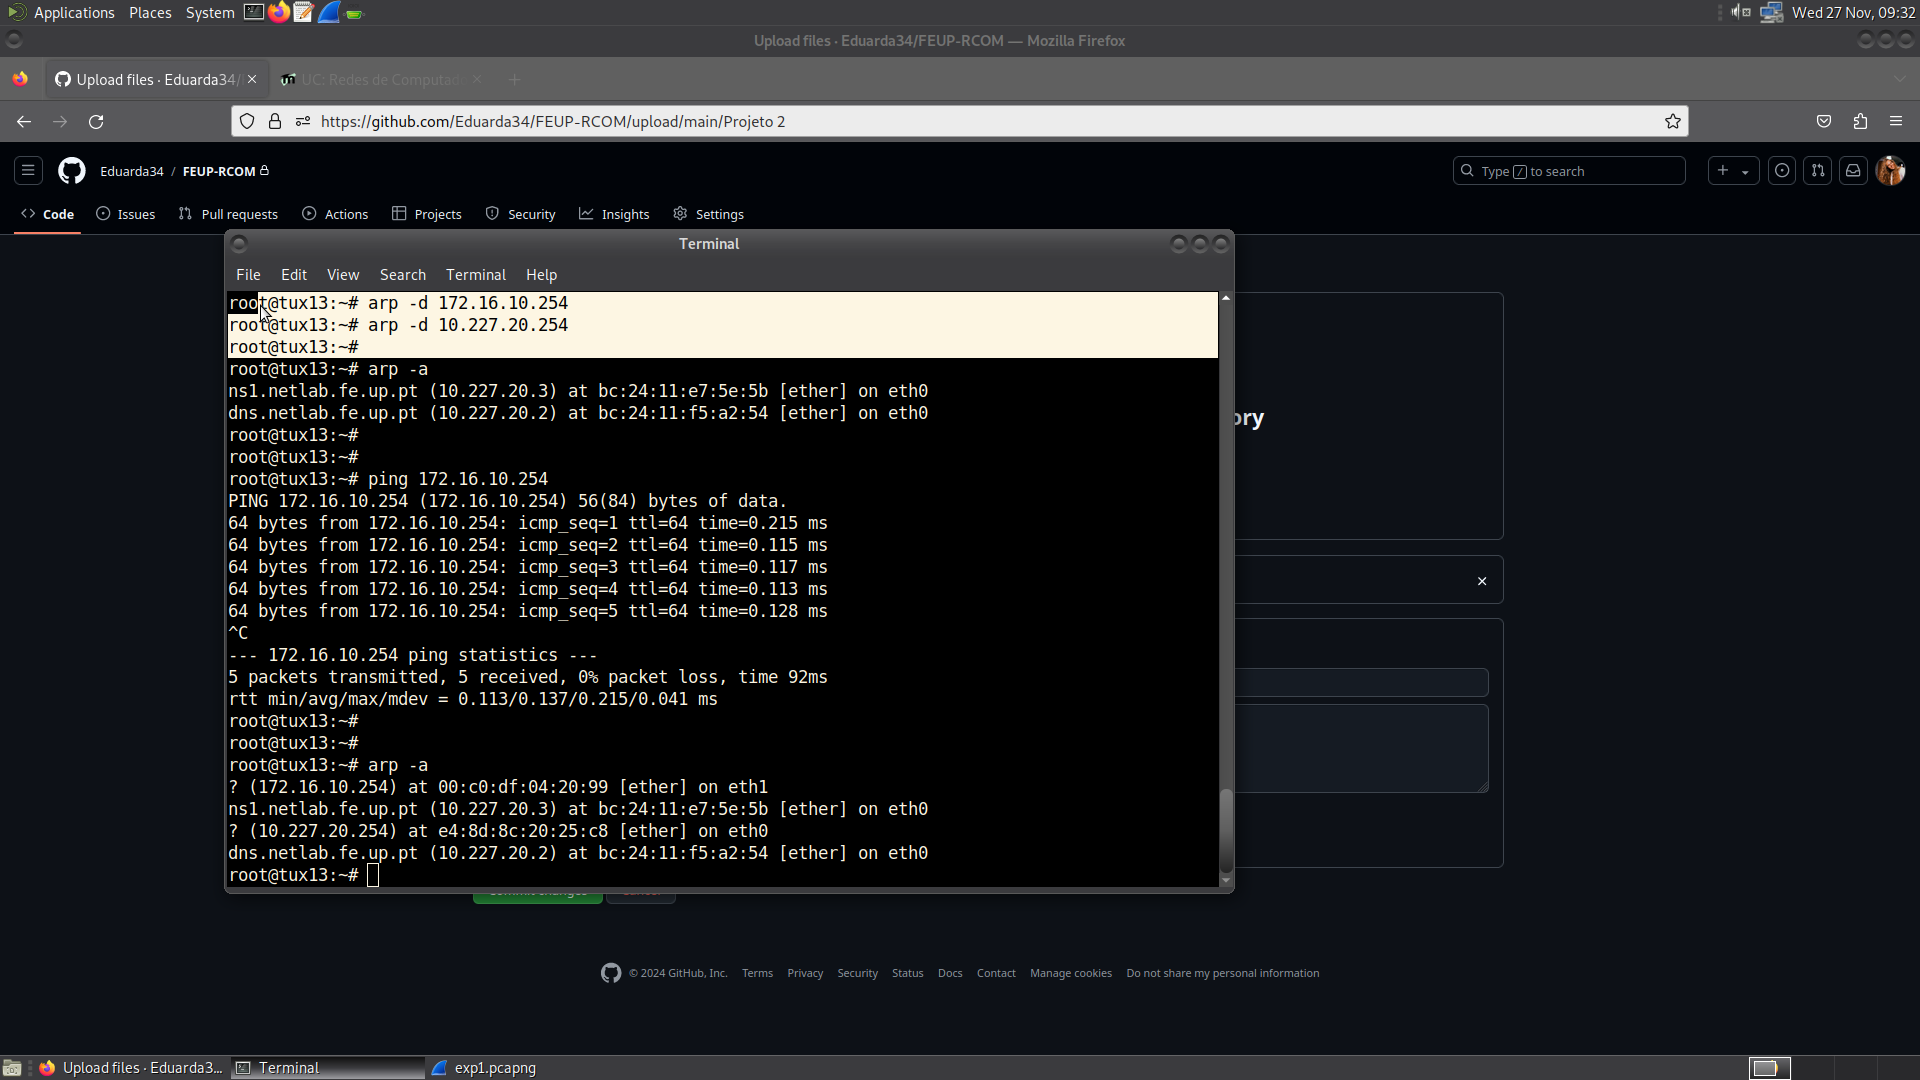 Applications Places System
Wed 27 Nov, 09:32
Upload files · Eduarda34/FEUP-RCOM — Mozilla Firefox
Upload files · Eduarda34/
UC: Redes de Computad
https://github.com/Eduarda34/FEUP-RCOM/upload/main/Projeto 2
Eduarda34 / FEUP-RCOM
Type / to search
Code Issues Pull requests Actions Projects Security Insights Settings
Terminal
File Edit View Search Terminal Help
root@tux13:~# arp -d 172.16.10.254
root@tux13:~# arp -d 10.227.20.254
root@tux13:~#
root@tux13:~# arp -a
ns1.netlab.fe.up.pt (10.227.20.3) at bc:24:11:e7:5e:5b [ether] on eth0
dns.netlab.fe.up.pt (10.227.20.2) at bc:24:11:f5:a2:54 [ether] on eth0
root@tux13:~#
root@tux13:~#
root@tux13:~# ping 172.16.10.254
PING 172.16.10.254 (172.16.10.254) 56(84) bytes of data.
64 bytes from 172.16.10.254: icmp_seq=1 ttl=64 time=0.215 ms
64 bytes from 172.16.10.254: icmp_seq=2 ttl=64 time=0.115 ms
64 bytes from 172.16.10.254: icmp_seq=3 ttl=64 time=0.117 ms
64 bytes from 172.16.10.254: icmp_seq=4 ttl=64 time=0.113 ms
64 bytes from 172.16.10.254: icmp_seq=5 ttl=64 time=0.128 ms
^C
--- 172.16.10.254 ping statistics ---
5 packets transmitted, 5 received, 0% packet loss, time 92ms
rtt min/avg/max/mdev = 0.113/0.137/0.215/0.041 ms
root@tux13:~#
root@tux13:~#
root@tux13:~# arp -a
? (172.16.10.254) at 00:c0:df:04:20:99 [ether] on eth1
ns1.netlab.fe.up.pt (10.227.20.3) at bc:24:11:e7:5e:5b [ether] on eth0
? (10.227.20.254) at e4:8d:8c:20:25:c8 [ether] on eth0
dns.netlab.fe.up.pt (10.227.20.2) at bc:24:11:f5:a2:54 [ether] on eth0
root@tux13:~#
ory
© 2024 GitHub, Inc. Terms Privacy Security Status Docs Contact Manage cookies Do not share my personal information
Upload files · Eduarda3...
Terminal
exp1.pcapng